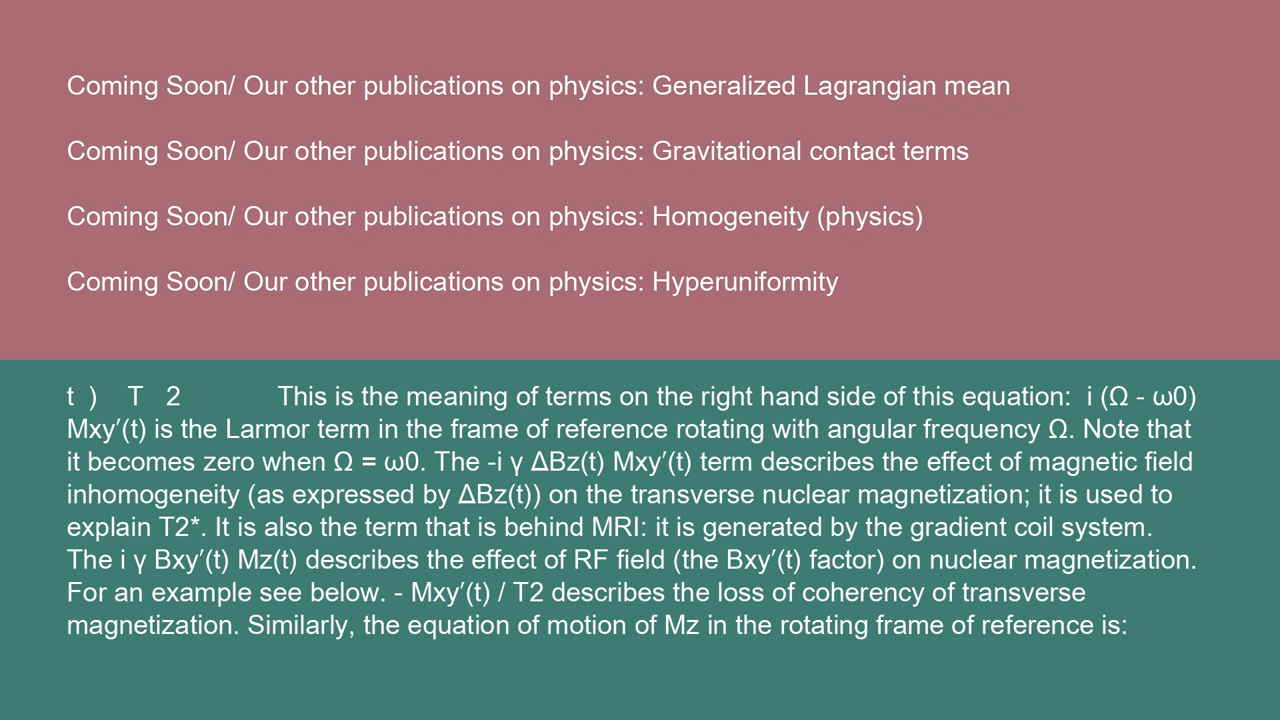 Coming Soon/ Our other publications on physics: Generalized Lagrangian mean
Coming Soon/ Our other publications on physics: Gravitational contact terms
Coming Soon/ Our other publications on physics: Homogeneity (physics)
Coming Soon/ Our other publications on physics: Hyperuniformity
t ) T 2 This is the meaning of terms on the right hand side of this equation: i (Ω - ω0)
Mxy′(t) is the Larmor term in the frame of reference rotating with angular frequency Ω. Note that
it becomes zero when Ω = ω0. The -i γ ΔBz(t) Mxy′(t) term describes the effect of magnetic field
inhomogeneity (as expressed by ΔBz(t)) on the transverse nuclear magnetization; it is used to
explain T2*. It is also the term that is behind MRI: it is generated by the gradient coil system.
The i γ Bxy′(t) Mz(t) describes the effect of RF field (the Bxy′(t) factor) on nuclear magnetization.
For an example see below. - Mxy′(t) / T2 describes the loss of coherency of transverse
magnetization. Similarly, the equation of motion of Mz in the rotating frame of reference is: